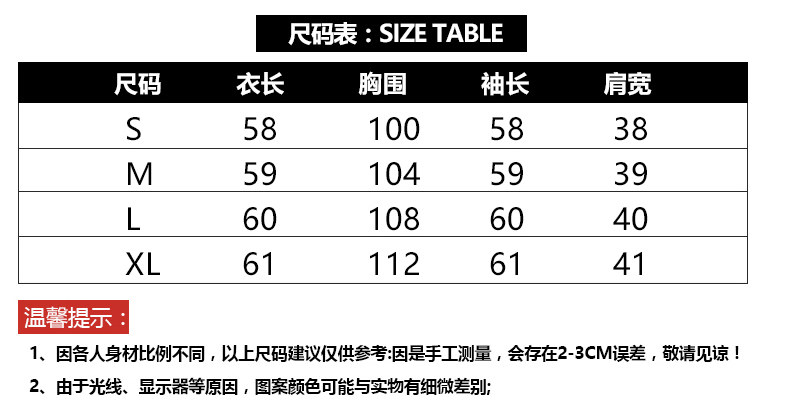 尺码表：SIZE TABLE
尺码 衣长 胸围 袖长 肩宽
S 58 100 58 38
M 59 104 59 39
L 60 108 60 40
XL 61 112 61 41
温馨提示：
1、因各人身材比例不同，以上尺码建议仅供参考:因是手工测量，会存在2-3CM误差，敬请见谅！
2、由于光线、显示器等原因，图案颜色可能与实物有细微差别;